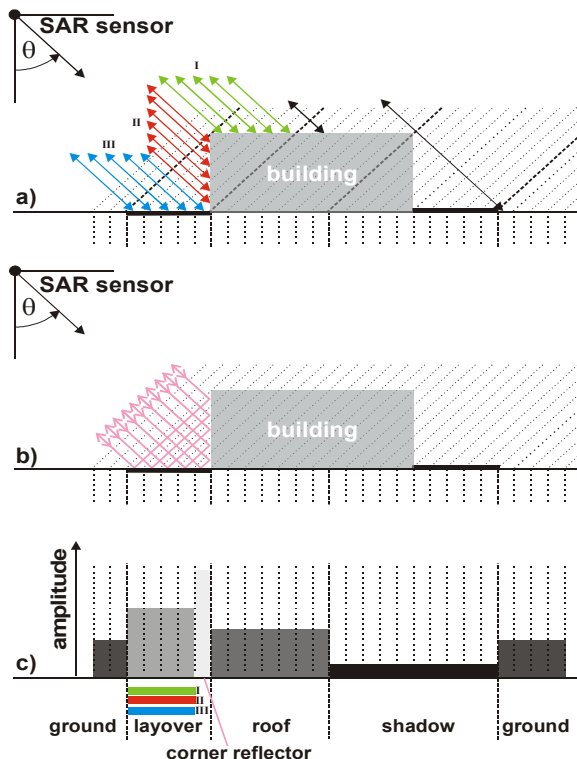 SAR sensor
θ
I
II
III
building
a)
SAR sensor
θ
building
b)
amplitude
c)
I
II
III
ground layover roof shadow ground
corner reflector